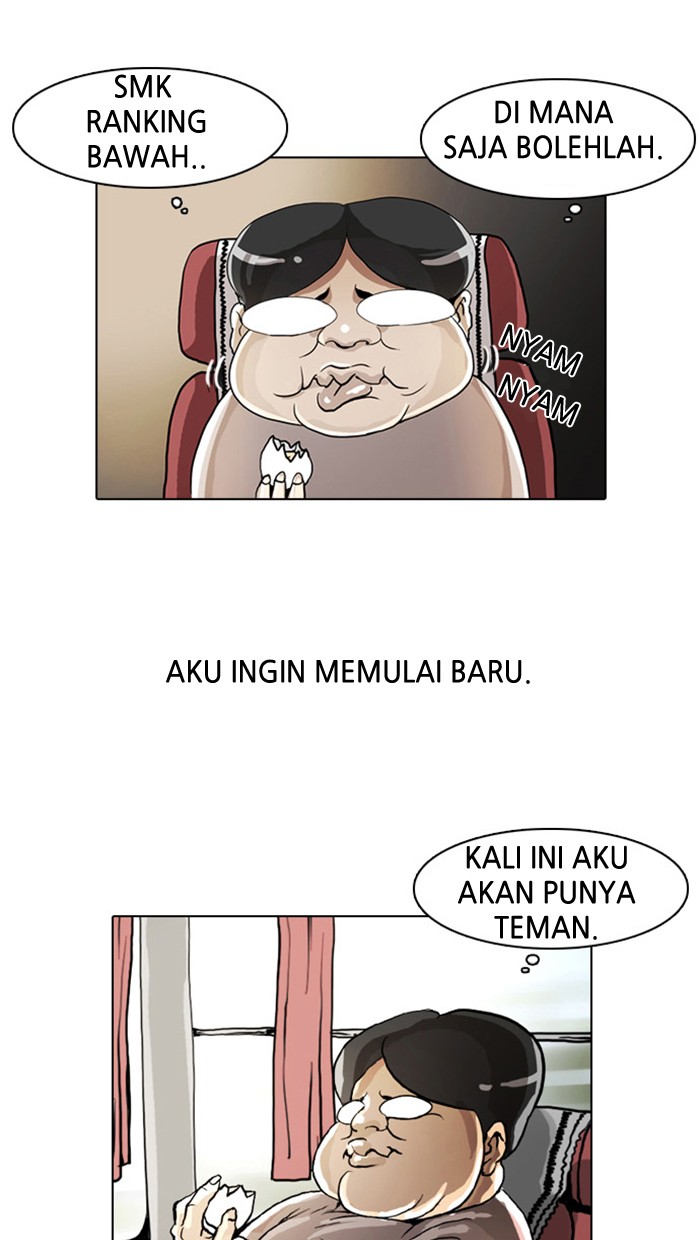 SMK
RANKING
BAWAH..
DI MANA
SAJA BOLEHLAH.
NYAM
NYAM
AKU INGIN MEMULAI BARU.
KALI INI AKU
AKAN PUNYA
TEMAN.